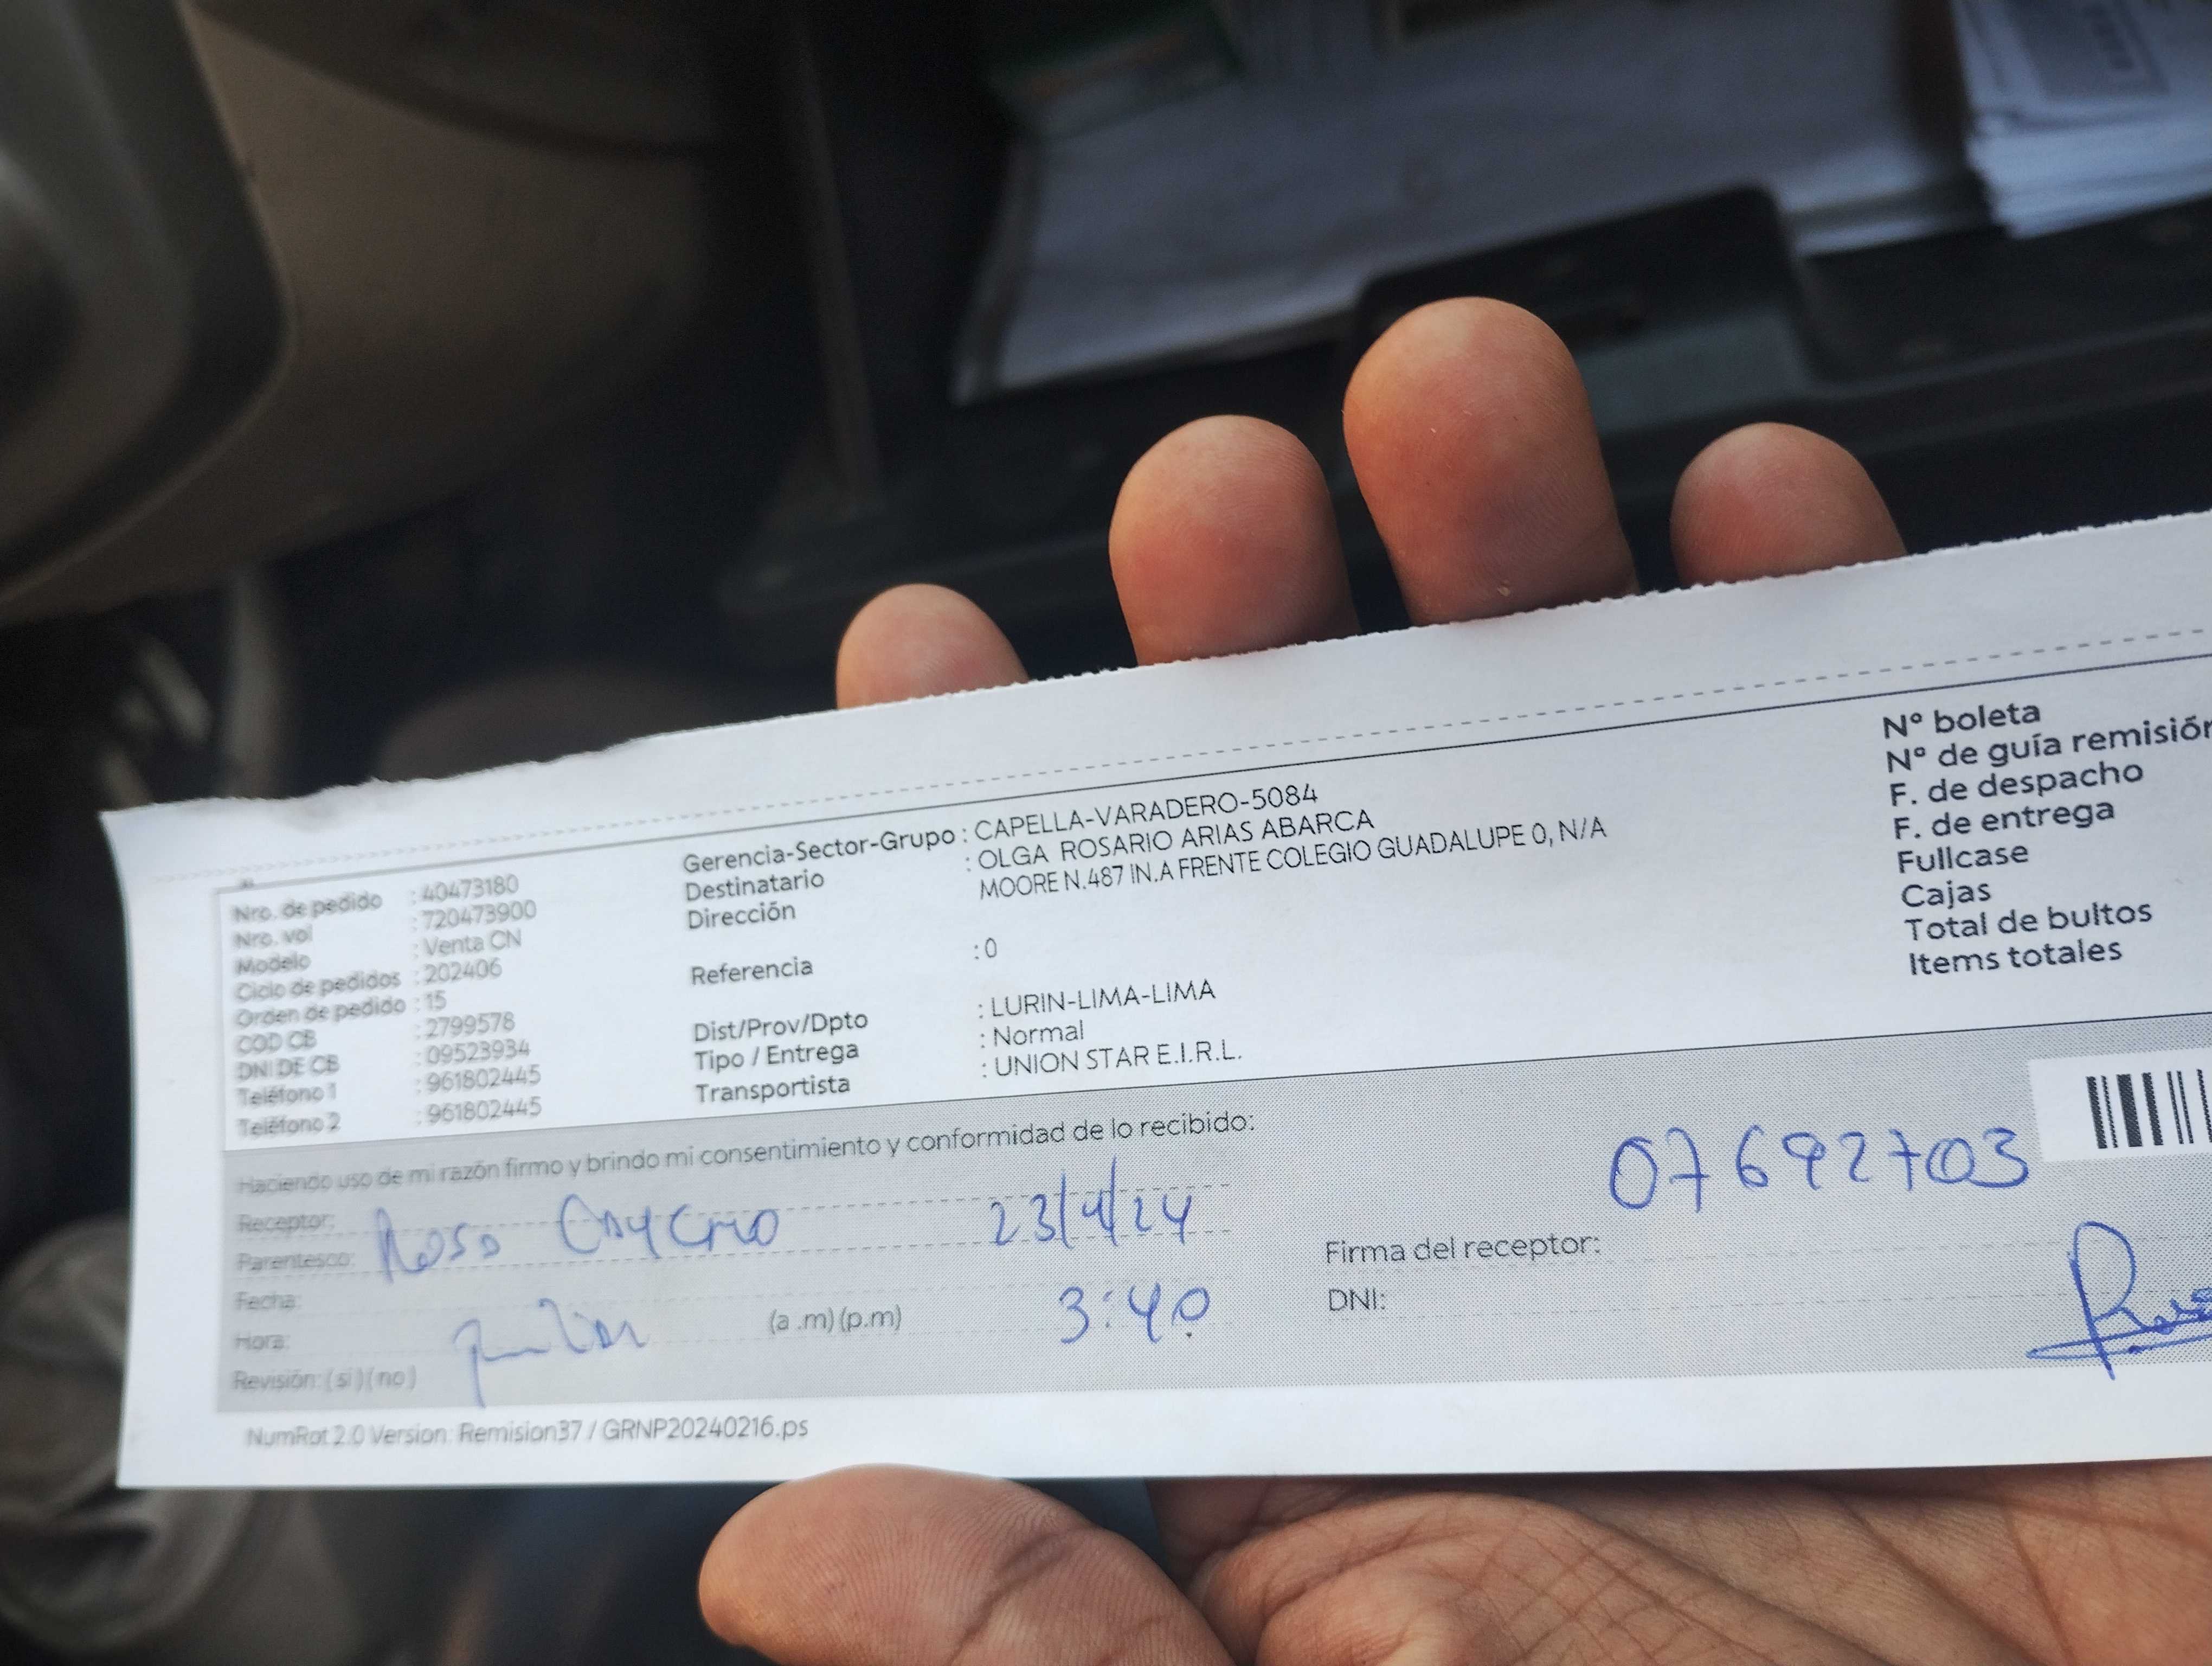 Nro. de pedido : 40473180
Nro. vol : 720473900
Modelo : Venta CN
Ciclo de pedidos : 202406
Orden de pedido : 15
COD CB : 2799578
DNI DE CB : 09523934
Teléfono 1 : 961802445
Teléfono 2 : 961802445
Gerencia-Sector-Grupo : CAPELLA-VARADERO-5084
Destinatario : OLGA ROSARIO ARIAS ABARCA
Dirección MOORE N.487 IN.A FRENTE COLEGIO GUADALUPE 0, N/A
Referencia : 0
Dist/Prov/Dpto : LURIN-LIMA-LIMA
Tipo / Entrega : Normal
Transportista : UNION STAR E.I.R.L.
N° boleta
N° de guía remisión
F. de despacho
F. de entrega
Fullcase
Cajas
Total de bultos
Items totales
Haciendo uso de mi razón firmo y brindo mi consentimiento y conformidad de lo recibido:
Receptor:
Parentesco: Rosa 23/4/24
Fecha:
Hora: (a .m) (p.m) 3:40
Revisión: ( si ) ( no )
07692703
Firma del receptor:
DNI:
NumRot 2.0 Version: Remision37 / GRNP20240216.ps